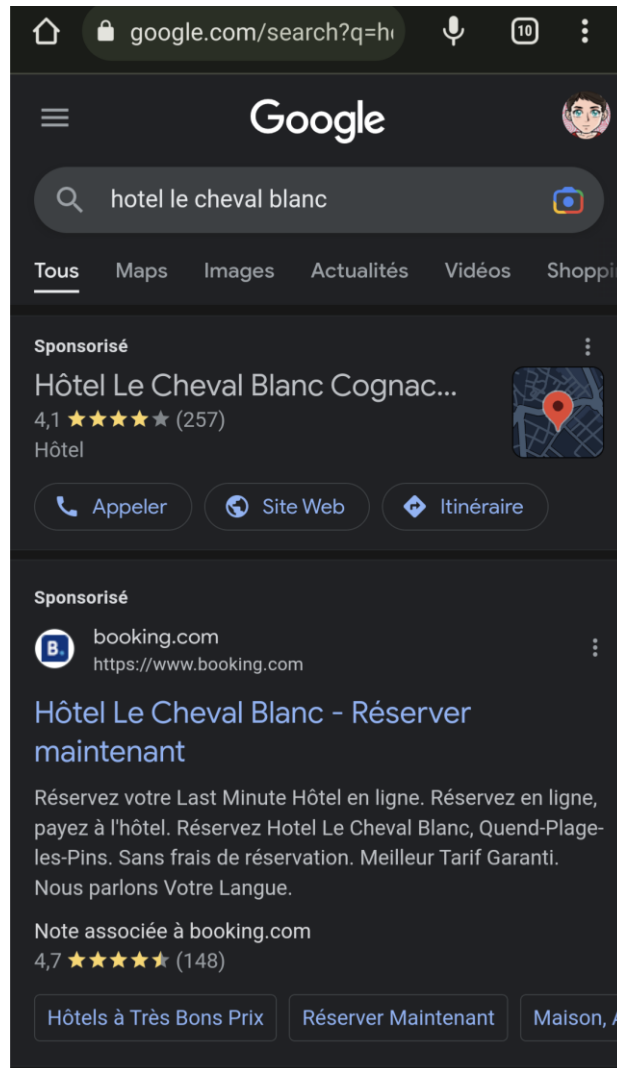 google.com/search?q=h
10
Google
hotel le cheval blanc
Tous Maps Images Actualités Vidéos Shoppi
Sponsorisé
Hôtel Le Cheval Blanc Cognac...
4,1 ★★★★★ (257)
Hôtel
Appeler Site Web Itinéraire
Sponsorisé
B.
booking.com
https://www.booking.com
Hôtel Le Cheval Blanc - Réserver
maintenant
Réservez votre Last Minute Hôtel en ligne. Réservez en ligne,
payez à l'hôtel. Réservez Hotel Le Cheval Blanc, Quend-Plage-
les-Pins. Sans frais de réservation. Meilleur Tarif Garanti.
Nous parlons Votre Langue.
Note associée à booking.com
4,7 ★★★★★ (148)
Hôtels à Très Bons Prix Réserver Maintenant Maison,